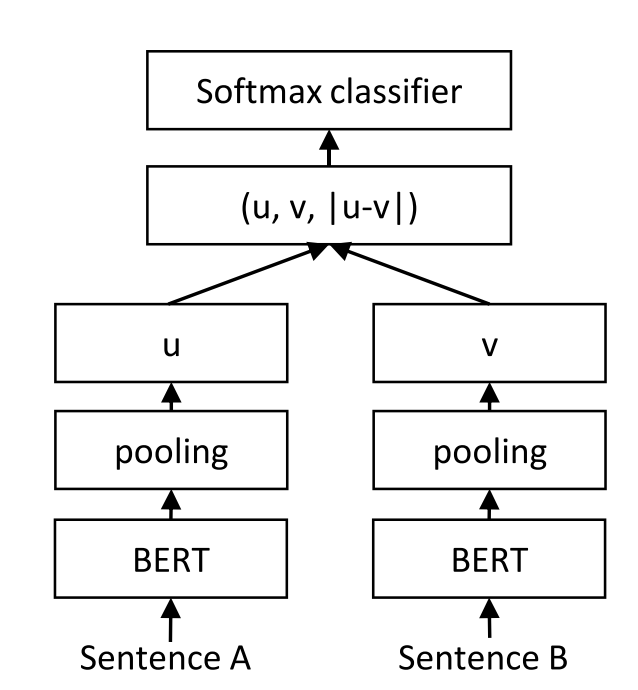 Softmax classifier
(u, v, |u-v|)
u
v
pooling
pooling
BERT
BERT
Sentence A
Sentence B